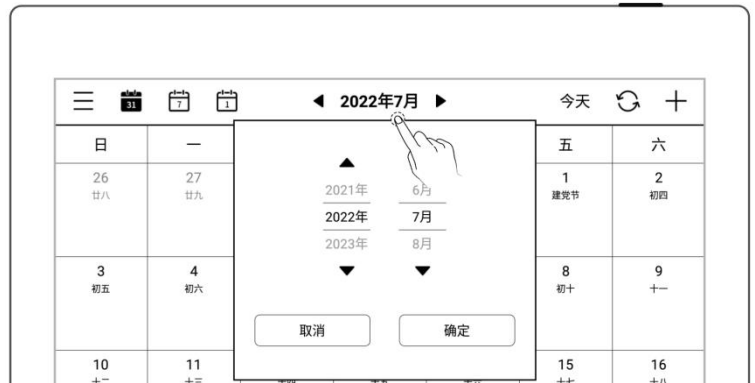 31 7 1 2022年7月 今天
日 一 五 六
26 27 1 2
廿八 廿九 建党节 初四
2021年 6月
2022年 7月
2023年 8月
3 4 8 9
初五 初六 初十 十一
取消 确定
10 11 15 16